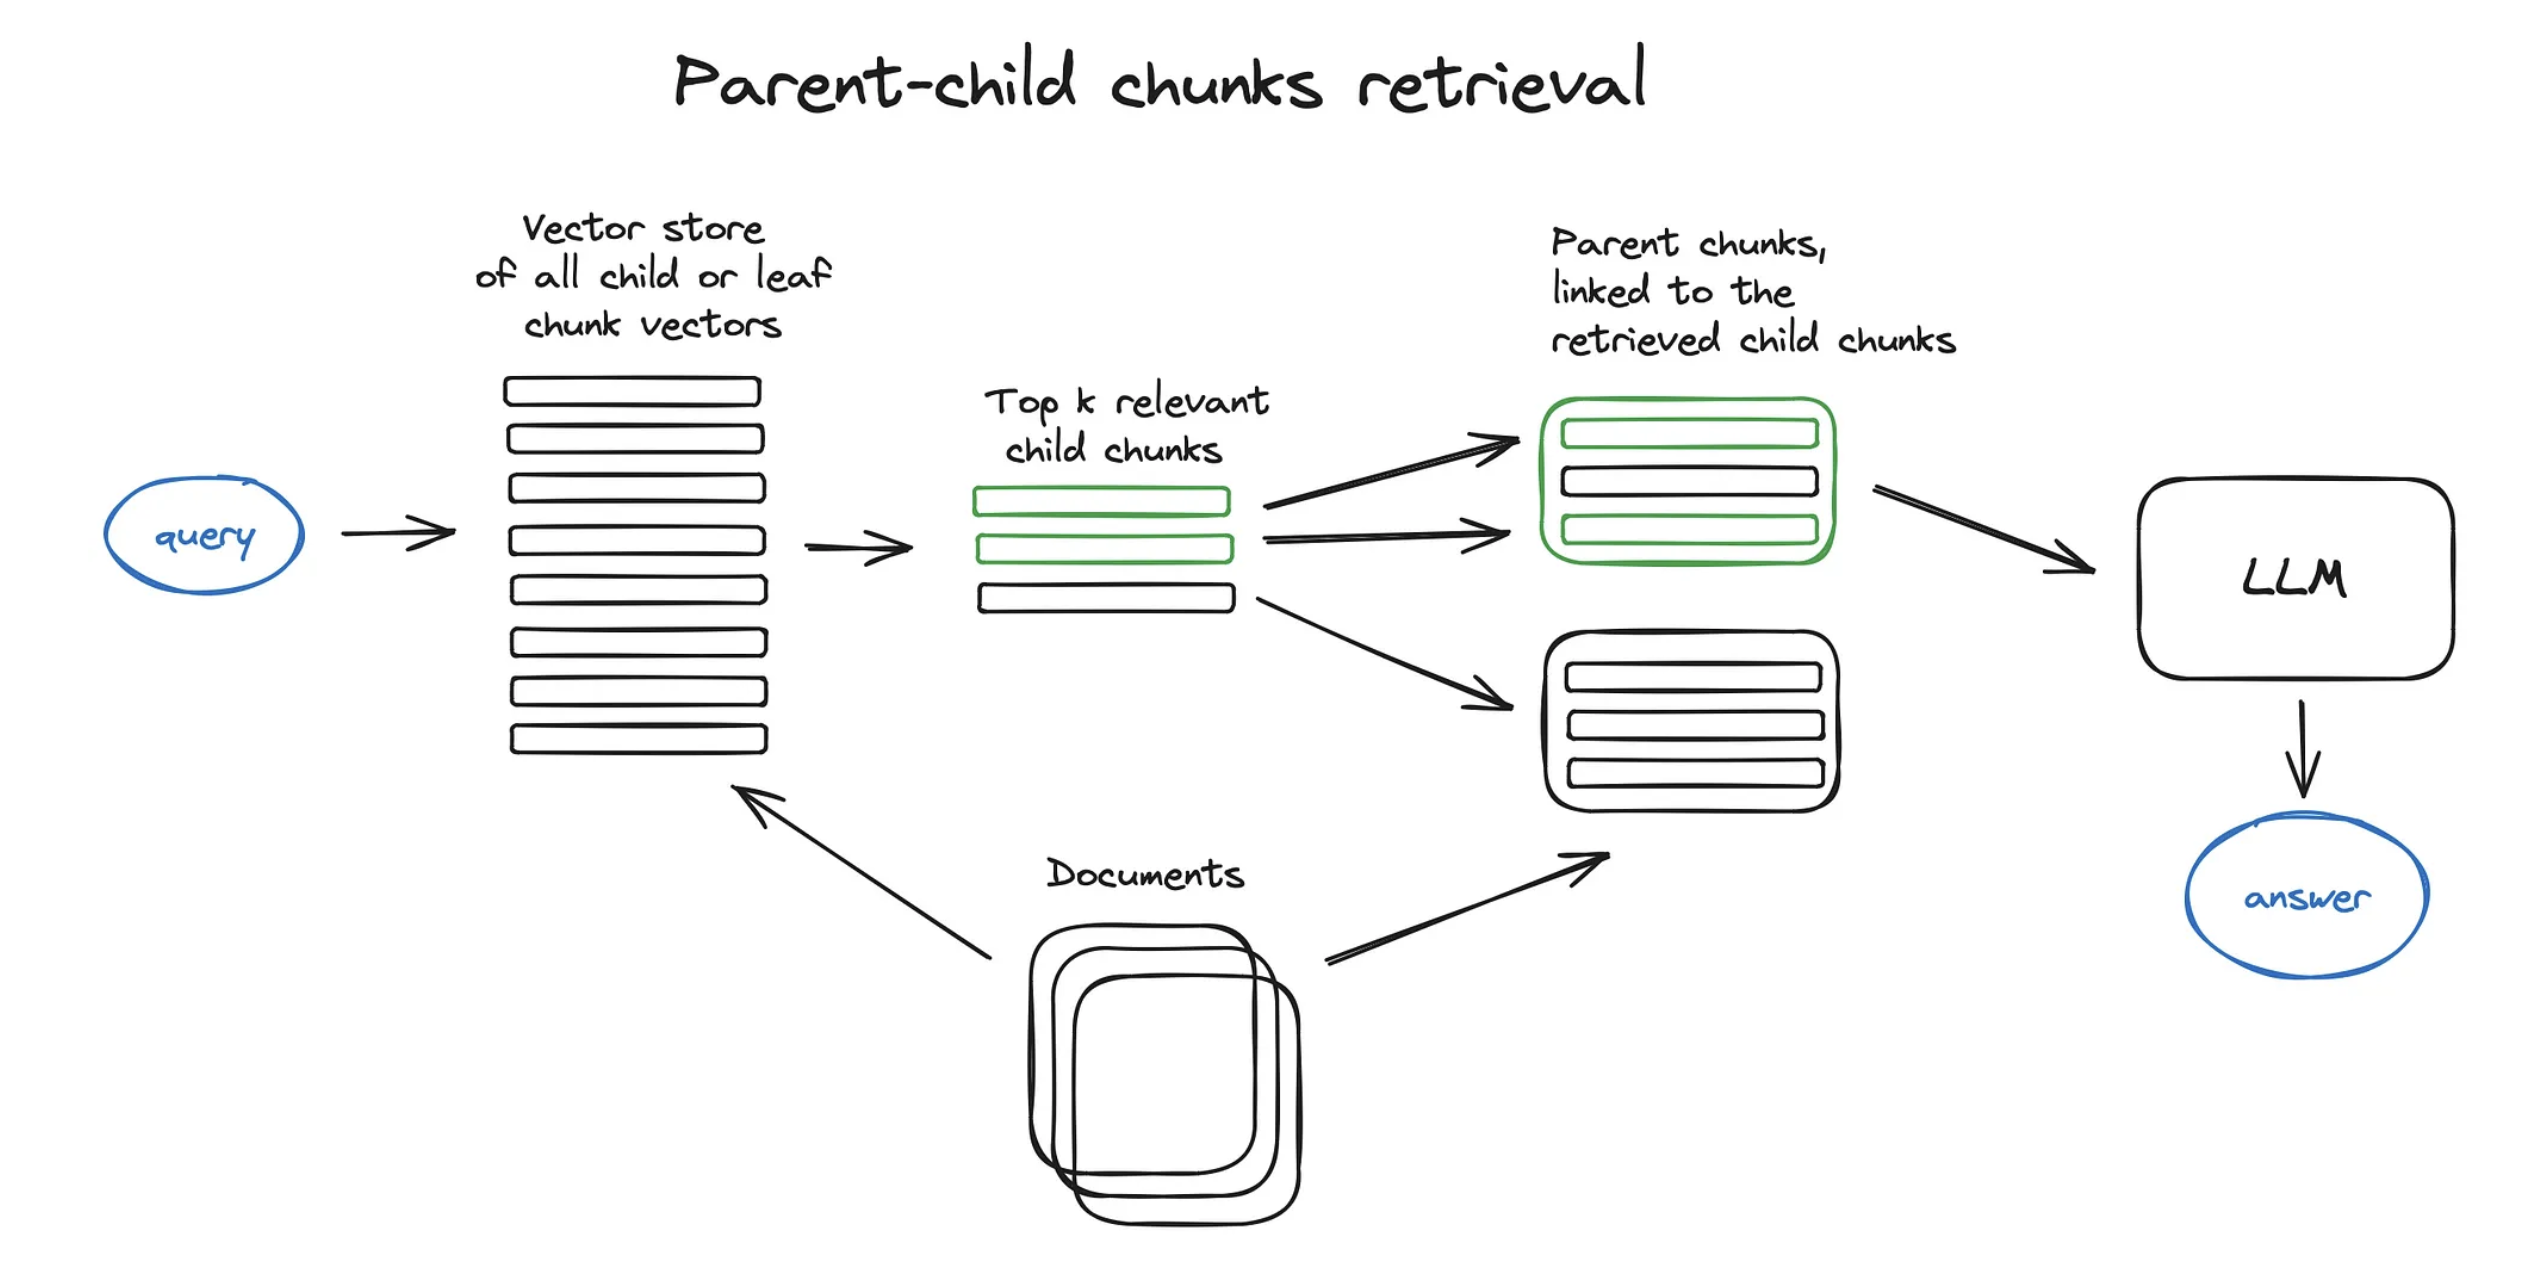 Parent-child chunks retrieval
Vector store
of all child or leaf
chunk vectors
Parent chunks,
linked to the
retrieved child chunks
Top k relevant
child chunks
query
LLM
Documents
answer